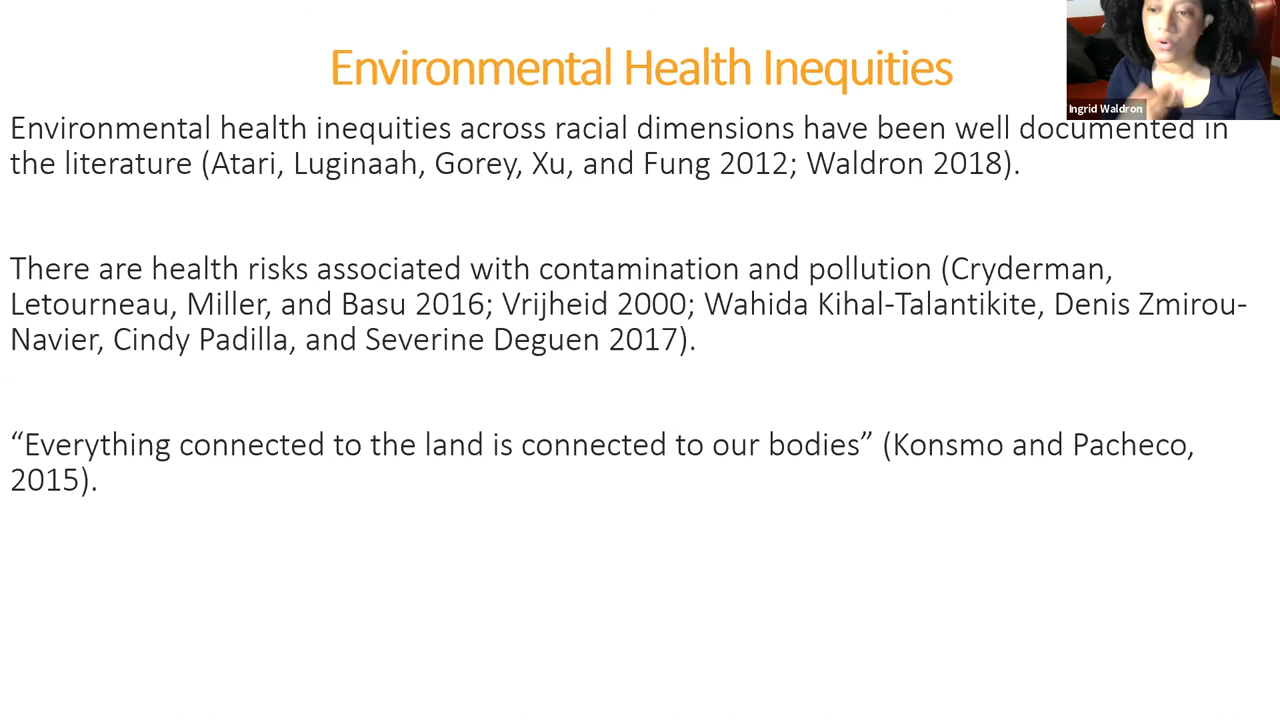 Environmental Health Inequities
Ingrid Waldron
Environmental health inequities across racial dimensions have been well documented in
the literature (Atari, Luginaah, Gorey, Xu, and Fung 2012; Waldron 2018).
There are health risks associated with contamination and pollution (Cryderman,
Letourneau, Miller, and Basu 2016; Vrijheid 2000; Wahida Kihal-Talantikite, Denis Zmirou-
Navier, Cindy Padilla, and Severine Deguen 2017).
“Everything connected to the land is connected to our bodies” (Konsmo and Pacheco,
2015).